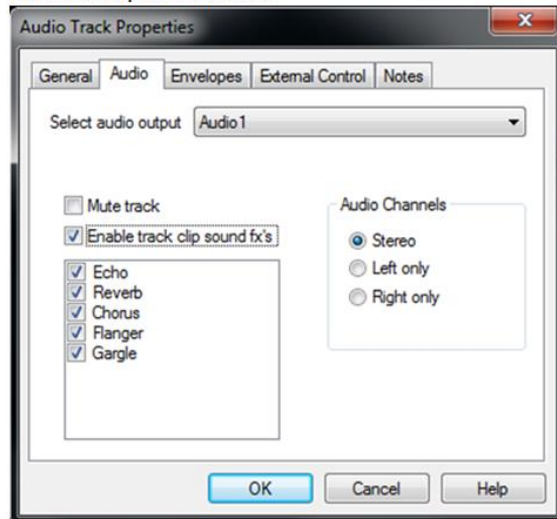 Audio Track Properties
General Audio Envelopes External Control Notes
Select audio output Audio1
Mute track
Enable track clip sound fx's
Echo
Reverb
Chorus
Flanger
Gargle
Audio Channels
Stereo
Left only
Right only
OK Cancel Help